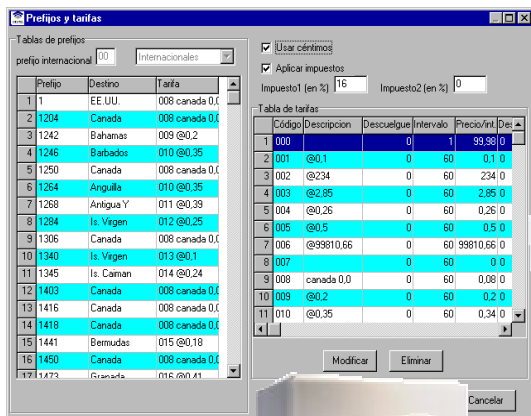 Prefijos y tarifas
Tablas de prefijos
prefijo internacional 00 Internacionales
Prefijo Destino Tarifa
1 1 EE.UU. 008 canada 0,0
2 1204 Canada 008 canada 0,0
3 1242 Bahamas 009 @0,2
4 1246 Barbados 010 @0,35
5 1250 Canada 008 canada 0,0
6 1264 Anguilla 010 @0,35
7 1268 Antigua Y 011 @0,39
8 1284 Is. Virgen 012 @0,25
9 1306 Canada 008 canada 0,0
10 1340 Is. Virgen 013 @0,1
11 1345 Is. Caiman 014 @0,24
12 1403 Canada 008 canada 0,0
13 1416 Canada 008 canada 0,0
14 1418 Canada 008 canada 0,0
15 1441 Bermudas 015 @0,18
16 1450 Canada 008 canada 0,0
17 1473 Granada 016 @0,41
Usar céntimos
Aplicar impuestos
Impuesto1 (en %) 16 Impuesto2 (en %) 0
Tabla de tarifas
Código Descripcion Descuelgue Intervalo Precio/int. Des
1 000 0 1 99,98 0
2 001 @0,1 0 60 0,1 0
3 002 @234 0 60 234 0
4 003 @2,85 0 60 2,85 0
5 004 @0,26 0 60 0,26 0
6 005 @0,5 0 60 0,5 0
7 006 @99810,66 0 60 99810,66 0
8 007 0 60 0 0
9 008 canada 0,0 0 60 0,08 0
10 009 @0,2 0 60 0,2 0
11 010 @0,35 0 60 0,34 0
Modificar Eliminar
Cancelar